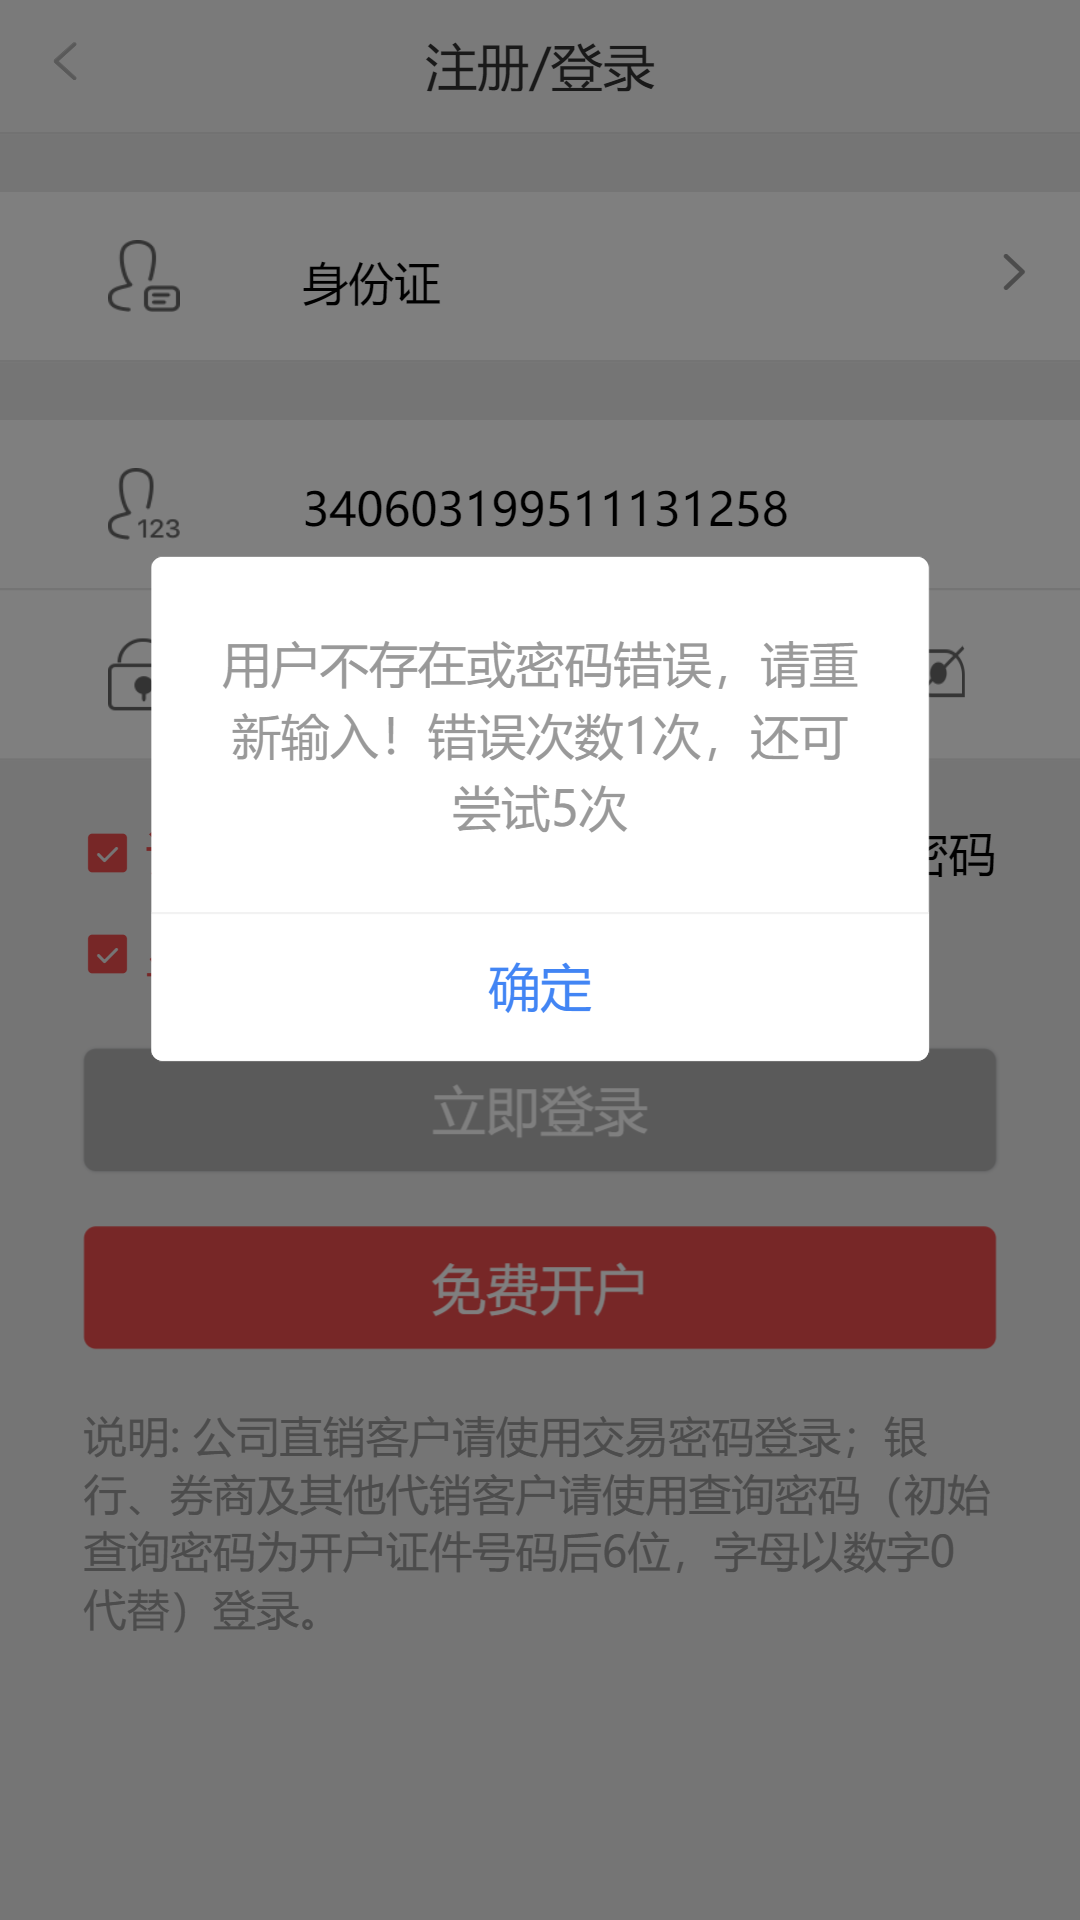 注册/登录
身份证
340603199511131258
123
用户不存在或密码错误，请重
新输入！错误次数1次，还可
尝试5次
密码
确定
立即登录
免费开户
说明: 公司直销客户请使用交易密码登录；银
行、券商及其他代销客户请使用查询密码（初始
查询密码为开户证件号码后6位，字母以数字0
代替）登录。